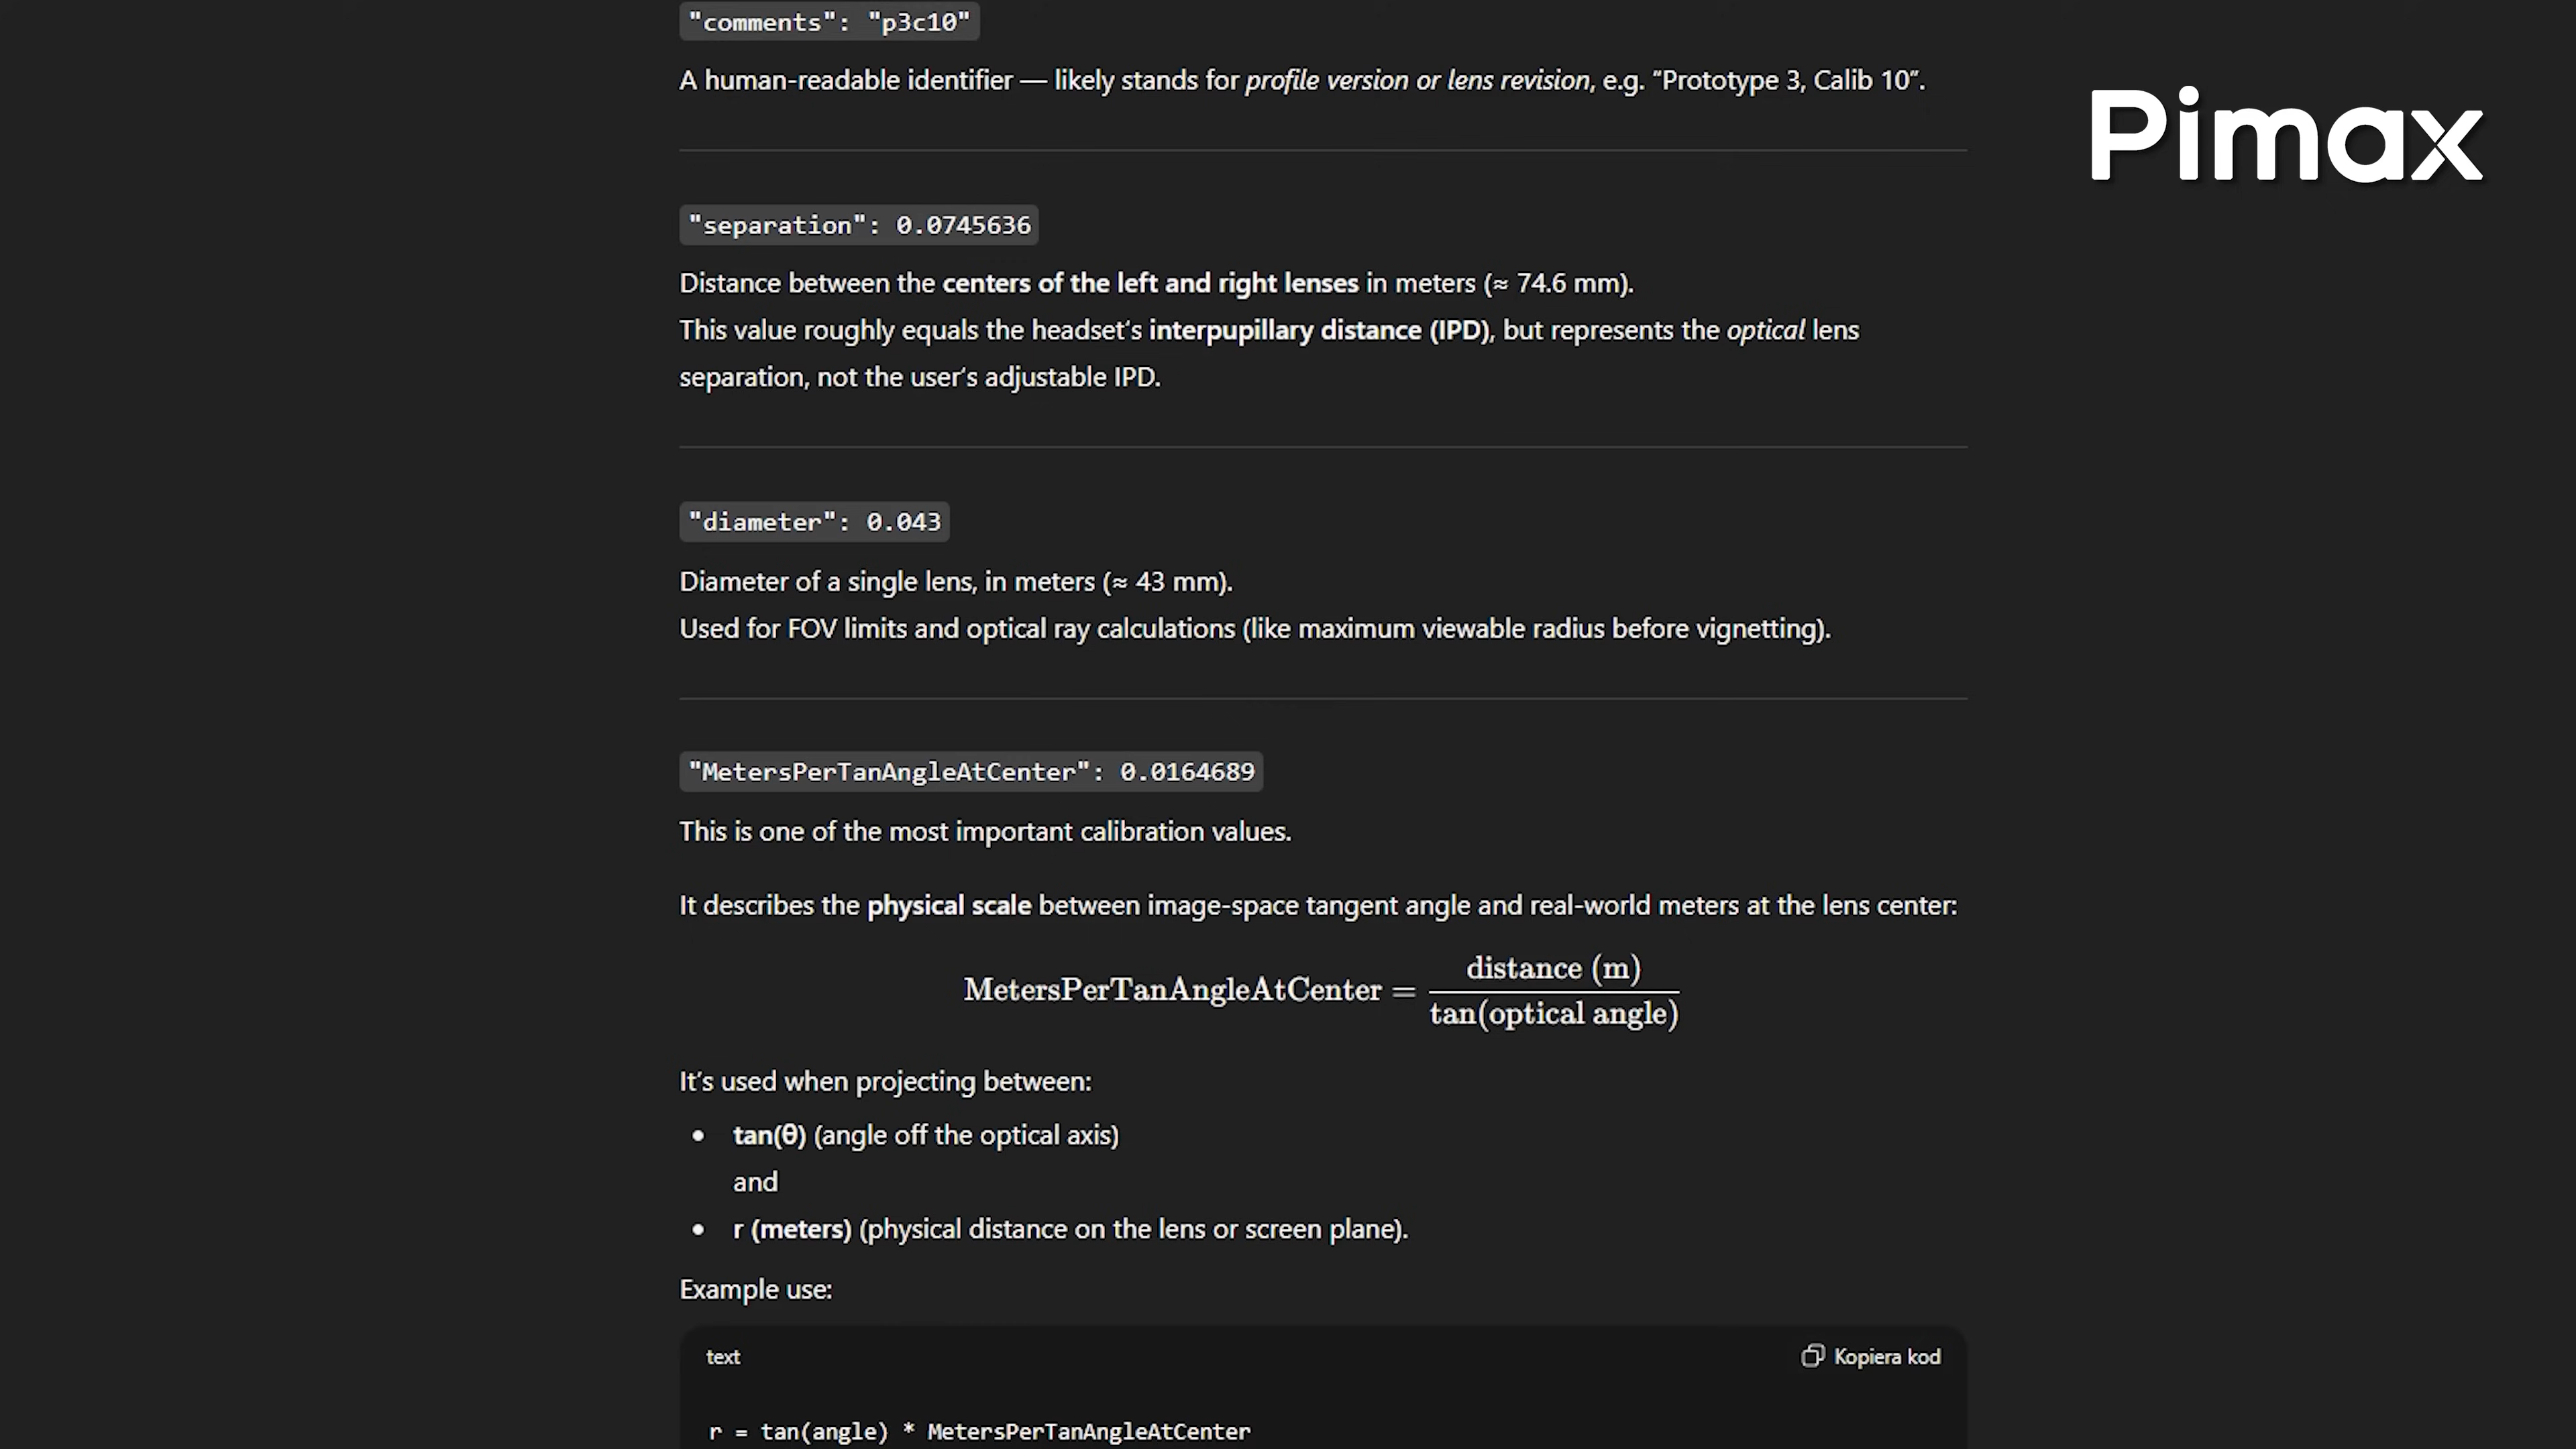 "comments": "p3c10"
A human-readable identifier — likely stands for profile version or lens revision, e.g. “Prototype 3, Calib 10”.
Pimax
"separation": 0.0745636
Distance between the centers of the left and right lenses in meters (≈ 74.6 mm).
This value roughly equals the headset’s interpupillary distance (IPD), but represents the optical lens
separation, not the user’s adjustable IPD.
"diameter": 0.043
Diameter of a single lens, in meters (≈ 43 mm).
Used for FOV limits and optical ray calculations (like maximum viewable radius before vignetting).
"MetersPerTanAngleAtCenter": 0.0164689
This is one of the most important calibration values.
It describes the physical scale between image-space tangent angle and real-world meters at the lens center:
MetersPerTanAngleAtCenter = distance (m) / tan(optical angle)
It’s used when projecting between:
• tan(θ) (angle off the optical axis)
and
• r (meters) (physical distance on the lens or screen plane).
Example use:
text
Kopiera kod
r = tan(angle) * MetersPerTanAngleAtCenter